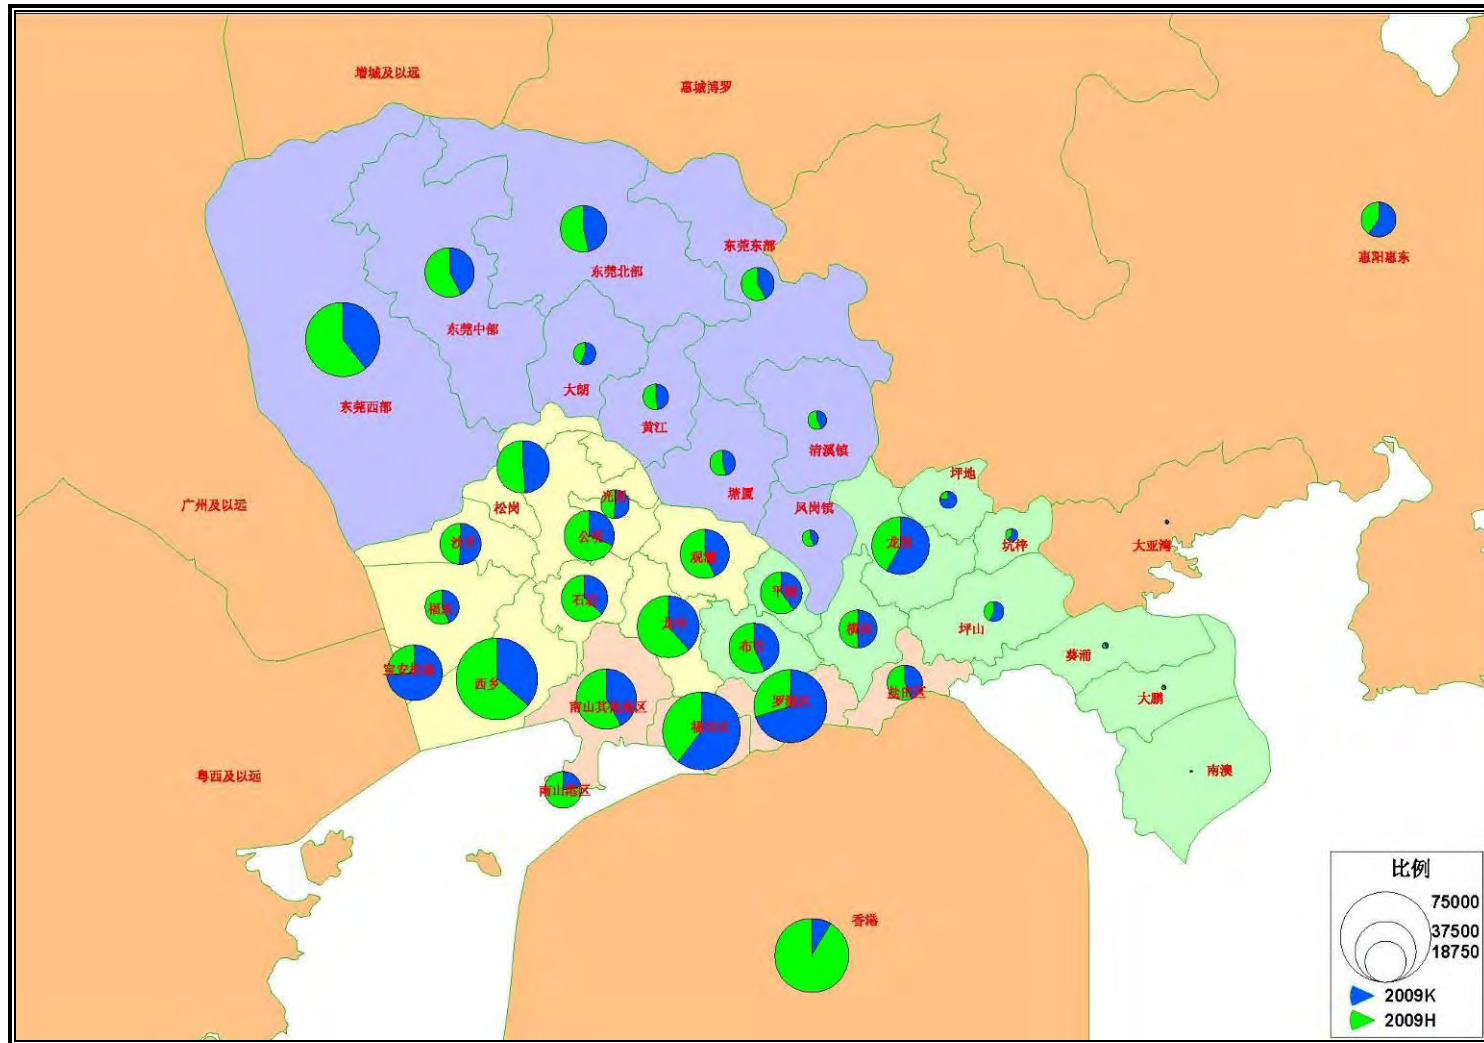 增城及以远
惠城博罗
惠阳惠东
东莞东部
东莞北部
东莞中部
大朗
东莞西部
黄江
清溪镇
坪地
塘厦
凤岗镇
广州及以远
松岗
公明
沙井
观澜
龙岗
坑梓
大亚湾
石岩
平湖
福永
龙华
横岗
坪山
布吉
葵涌
宝安机场
西乡
盐田区
大鹏
南山其他地区
罗湖区
福田区
南澳
粤西及以远
南山港区
香港
比例
75000
37500
18750
2009K
2009H